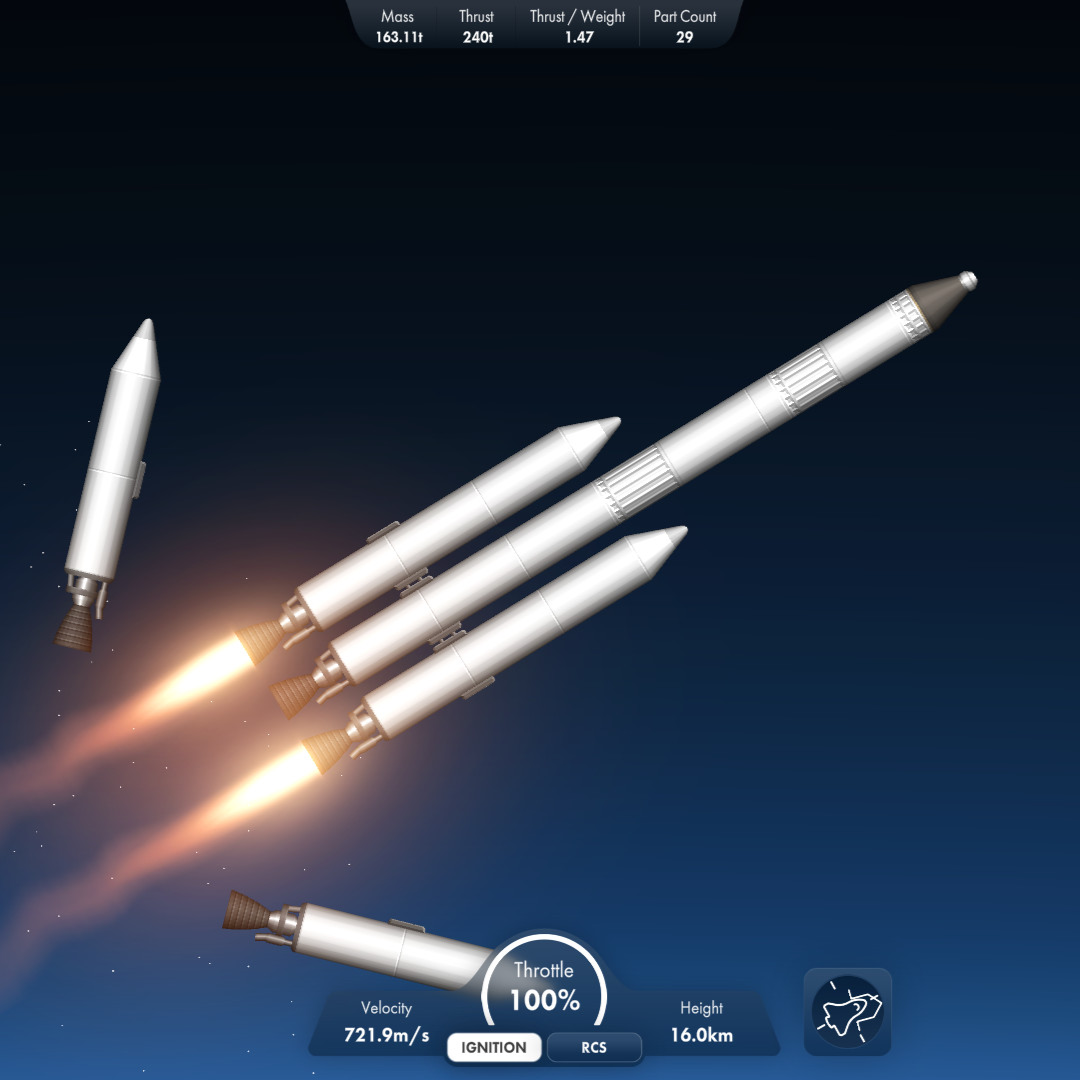 Mass Thrust Thrust / Weight Part Count
163.11t 240t 1.47 29
Throttle
100%
Velocity Height
721.9m/s 16.0km
IGNITION RCS